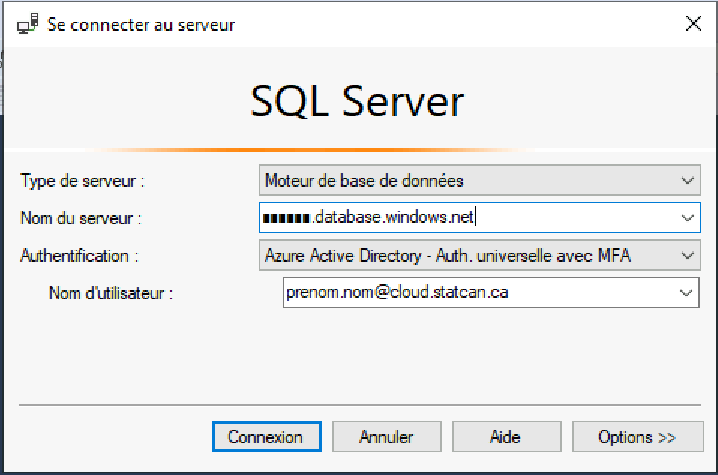 Se connecter au serveur
SQL Server
Type de serveur : Moteur de base de données
Nom du serveur : .database.windows.net
Authentification : Azure Active Directory - Auth. universelle avec MFA
Nom d'utilisateur : prenom.nom@cloud.statcan.ca
Connexion Annuler Aide Options >>